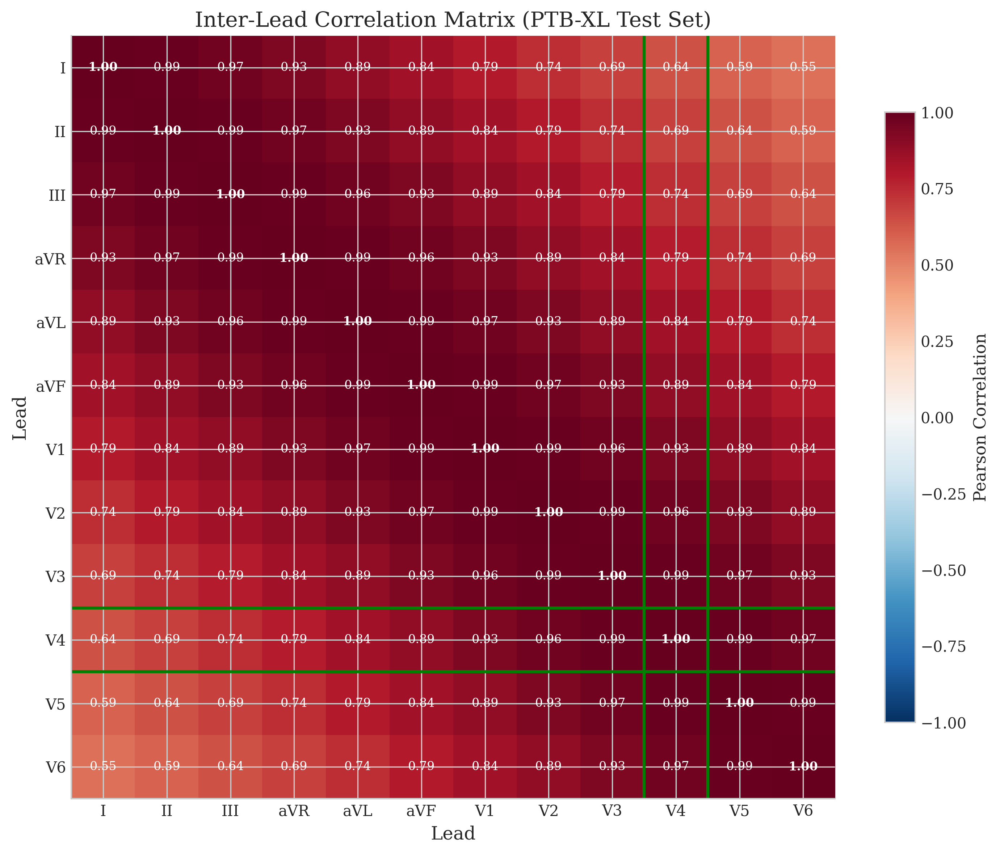 Inter-Lead Correlation Matrix (PTB-XL Test Set)
I 1.00 0.99 0.97 0.93 0.89 0.84 0.79 0.74 0.69 0.64 0.59 0.55
II 0.99 1.00 0.99 0.97 0.93 0.89 0.84 0.79 0.74 0.69 0.64 0.59
III 0.97 0.99 1.00 0.99 0.96 0.93 0.89 0.84 0.79 0.74 0.69 0.64
aVR 0.93 0.97 0.99 1.00 0.99 0.96 0.93 0.89 0.84 0.79 0.74 0.69
aVL 0.89 0.93 0.96 0.99 1.00 0.99 0.97 0.93 0.89 0.84 0.79 0.74
aVF 0.84 0.89 0.93 0.96 0.99 1.00 0.99 0.97 0.93 0.89 0.84 0.79
V1 0.79 0.84 0.89 0.93 0.97 0.99 1.00 0.99 0.96 0.93 0.89 0.84
V2 0.74 0.79 0.84 0.89 0.93 0.97 0.99 1.00 0.99 0.96 0.93 0.89
V3 0.69 0.74 0.79 0.84 0.89 0.93 0.96 0.99 1.00 0.99 0.97 0.93
V4 0.64 0.69 0.74 0.79 0.84 0.89 0.93 0.96 0.99 1.00 0.99 0.97
V5 0.59 0.64 0.69 0.74 0.79 0.84 0.89 0.93 0.97 0.99 1.00 0.99
V6 0.55 0.59 0.64 0.69 0.74 0.79 0.84 0.89 0.93 0.97 0.99 1.00
I II III aVR aVL aVF V1 V2 V3 V4 V5 V6
Lead
Lead
1.00
0.75
0.50
0.25
0.00
−0.25
−0.50
−0.75
−1.00
Pearson Correlation